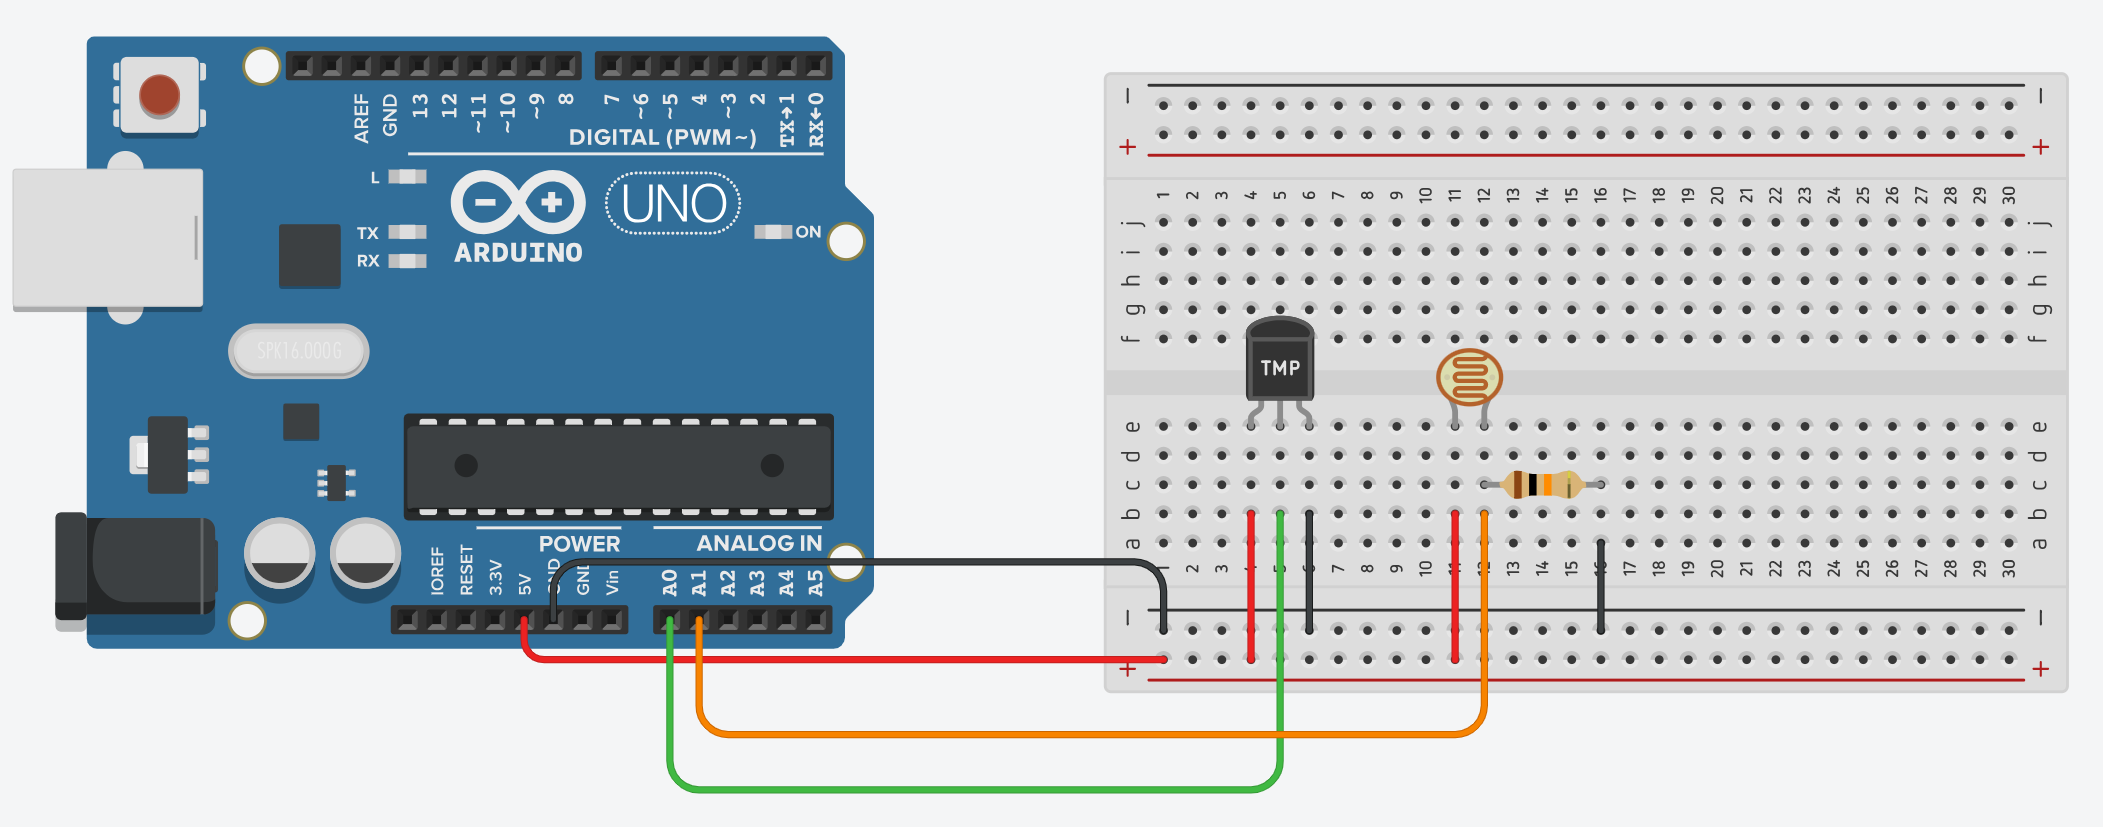 AREF GND 13 12 ~11 ~10 ~9 8 7 ~6 ~5 4 ~3 2 TX→1 RX←0
DIGITAL (PWM ~)
L
TX
RX
ARDUINO
UNO
ON
SPK16.000G
POWER
ANALOG IN
IOREF RESET 3.3V 5V GND GND Vin A0 A1 A2 A3 A4 A5
− −
+ +
1 2 3 4 5 6 7 8 9 10 11 12 13 14 15 16 17 18 19 20 21 22 23 24 25 26 27 28 29 30
j j
i i
h h
g g
f f
TMP
e e
d d
c c
b b
a a
1 2 3 4 5 6 7 8 9 10 11 12 13 14 15 16 17 18 19 20 21 22 23 24 25 26 27 28 29 30
− −
+ +